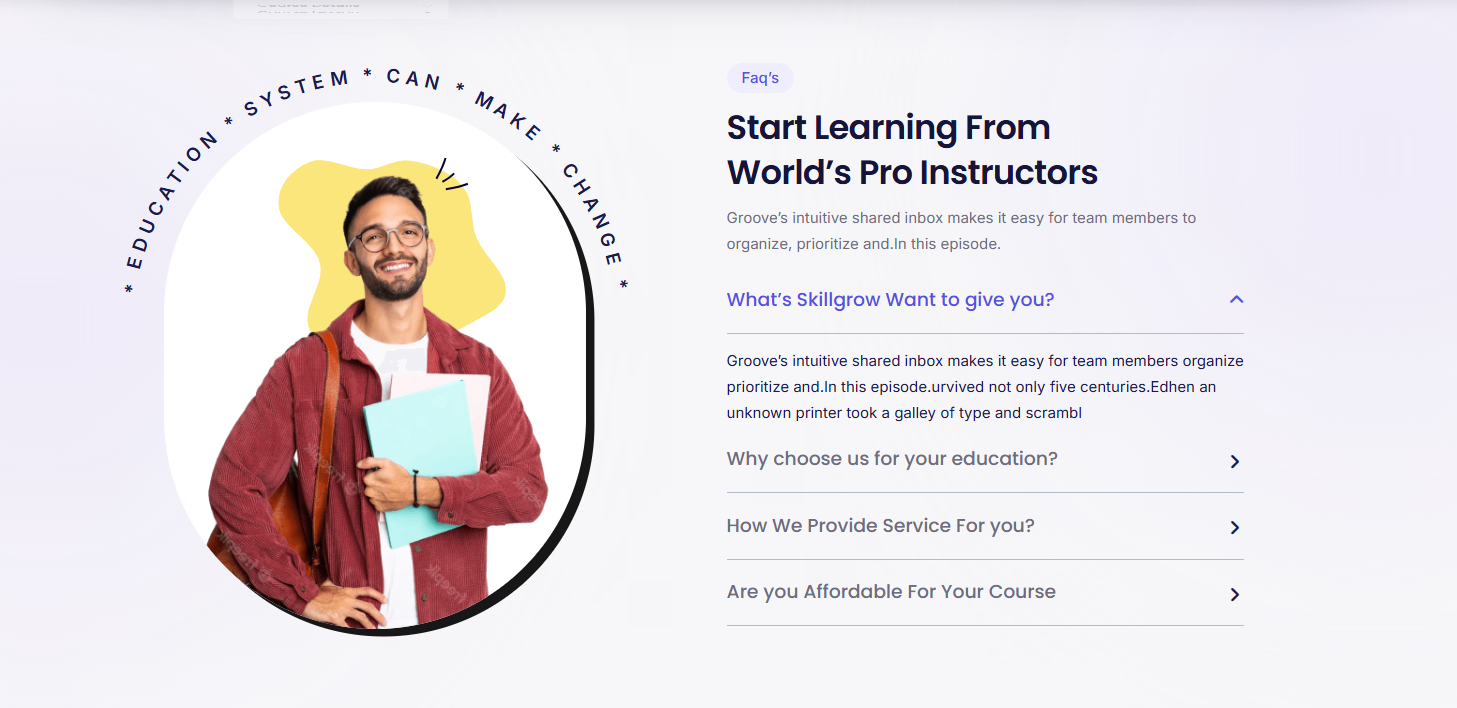 * EDUCATION * SYSTEM * CAN * MAKE * CHANGE *
Faq's
Start Learning From
World's Pro Instructors
Groove's intuitive shared inbox makes it easy for team members to
organize, prioritize and.In this episode.
What's Skillgrow Want to give you?
Groove's intuitive shared inbox makes it easy for team members organize
prioritize and.In this episode.urvived not only five centuries.Edhen an
unknown printer took a galley of type and scrambl
Why choose us for your education?
How We Provide Service For you?
Are you Affordable For Your Course
freepik
freepik
freepik